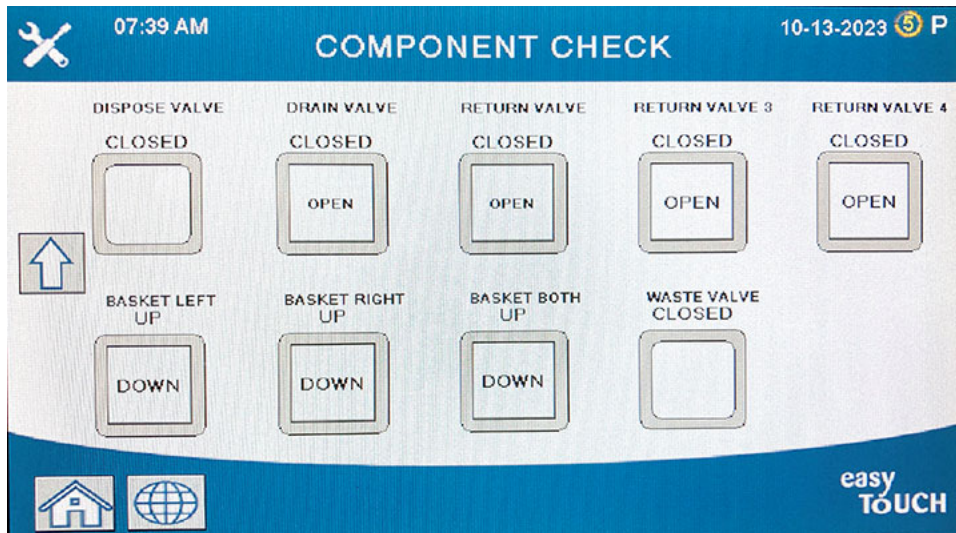 07:39 AM
COMPONENT CHECK
10-13-2023 5 P
DISPOSE VALVE
CLOSED
DRAIN VALVE
CLOSED
OPEN
RETURN VALVE
CLOSED
OPEN
RETURN VALVE 3
CLOSED
OPEN
RETURN VALVE 4
CLOSED
OPEN
BASKET LEFT
UP
DOWN
BASKET RIGHT
UP
DOWN
BASKET BOTH
UP
DOWN
WASTE VALVE
CLOSED
easy
TOUCH